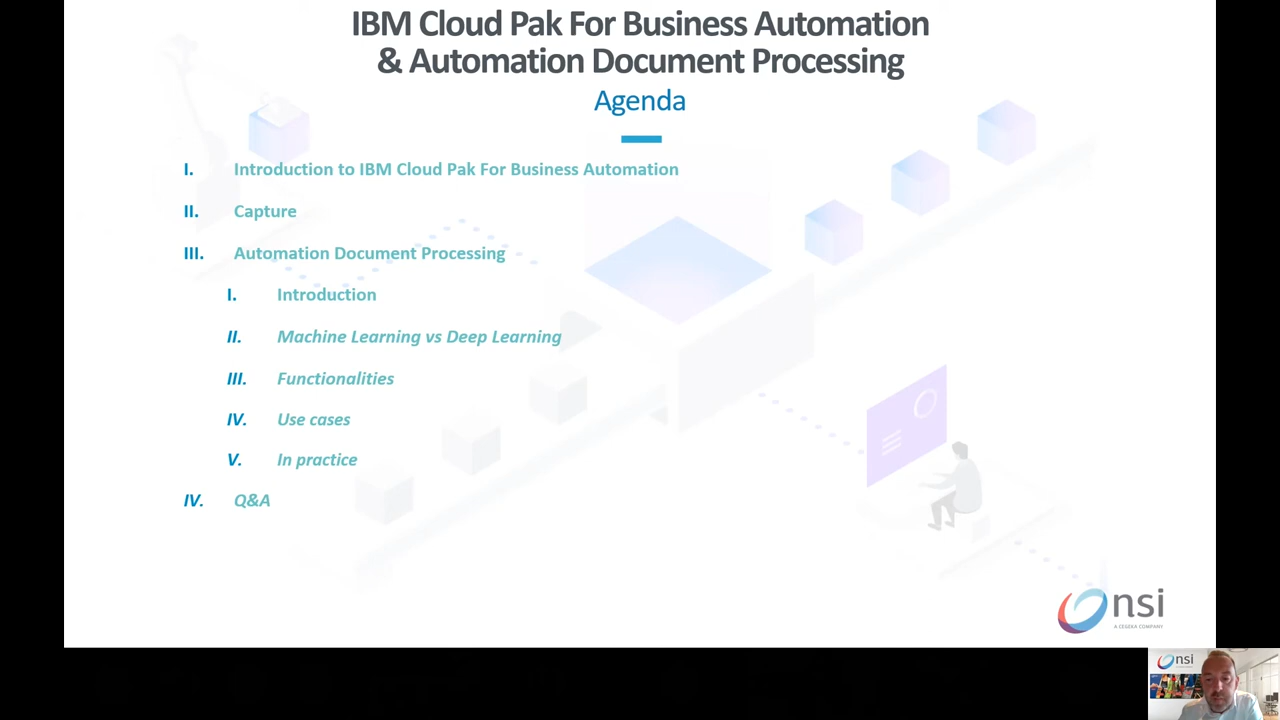 IBM Cloud Pak For Business Automation
& Automation Document Processing
Agenda
I. Introduction to IBM Cloud Pak For Business Automation
II. Capture
III. Automation Document Processing
I. Introduction
II. Machine Learning vs Deep Learning
III. Functionalities
IV. Use cases
V. In practice
IV. Q&A
nsi
A CEGEKA COMPANY
nsi